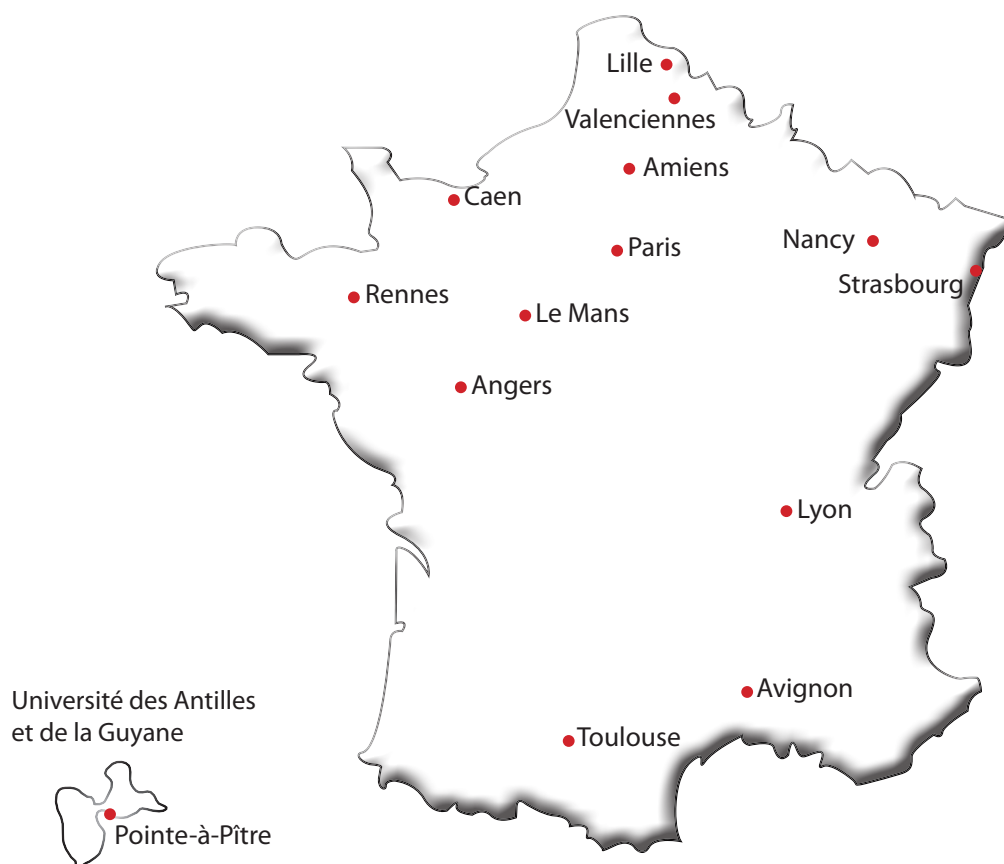 Lille
Valenciennes
Amiens
Caen
Paris
Nancy
Strasbourg
Rennes
Le Mans
Angers
Lyon
Avignon
Toulouse
Université des Antilles
et de la Guyane
Pointe-à-Pître